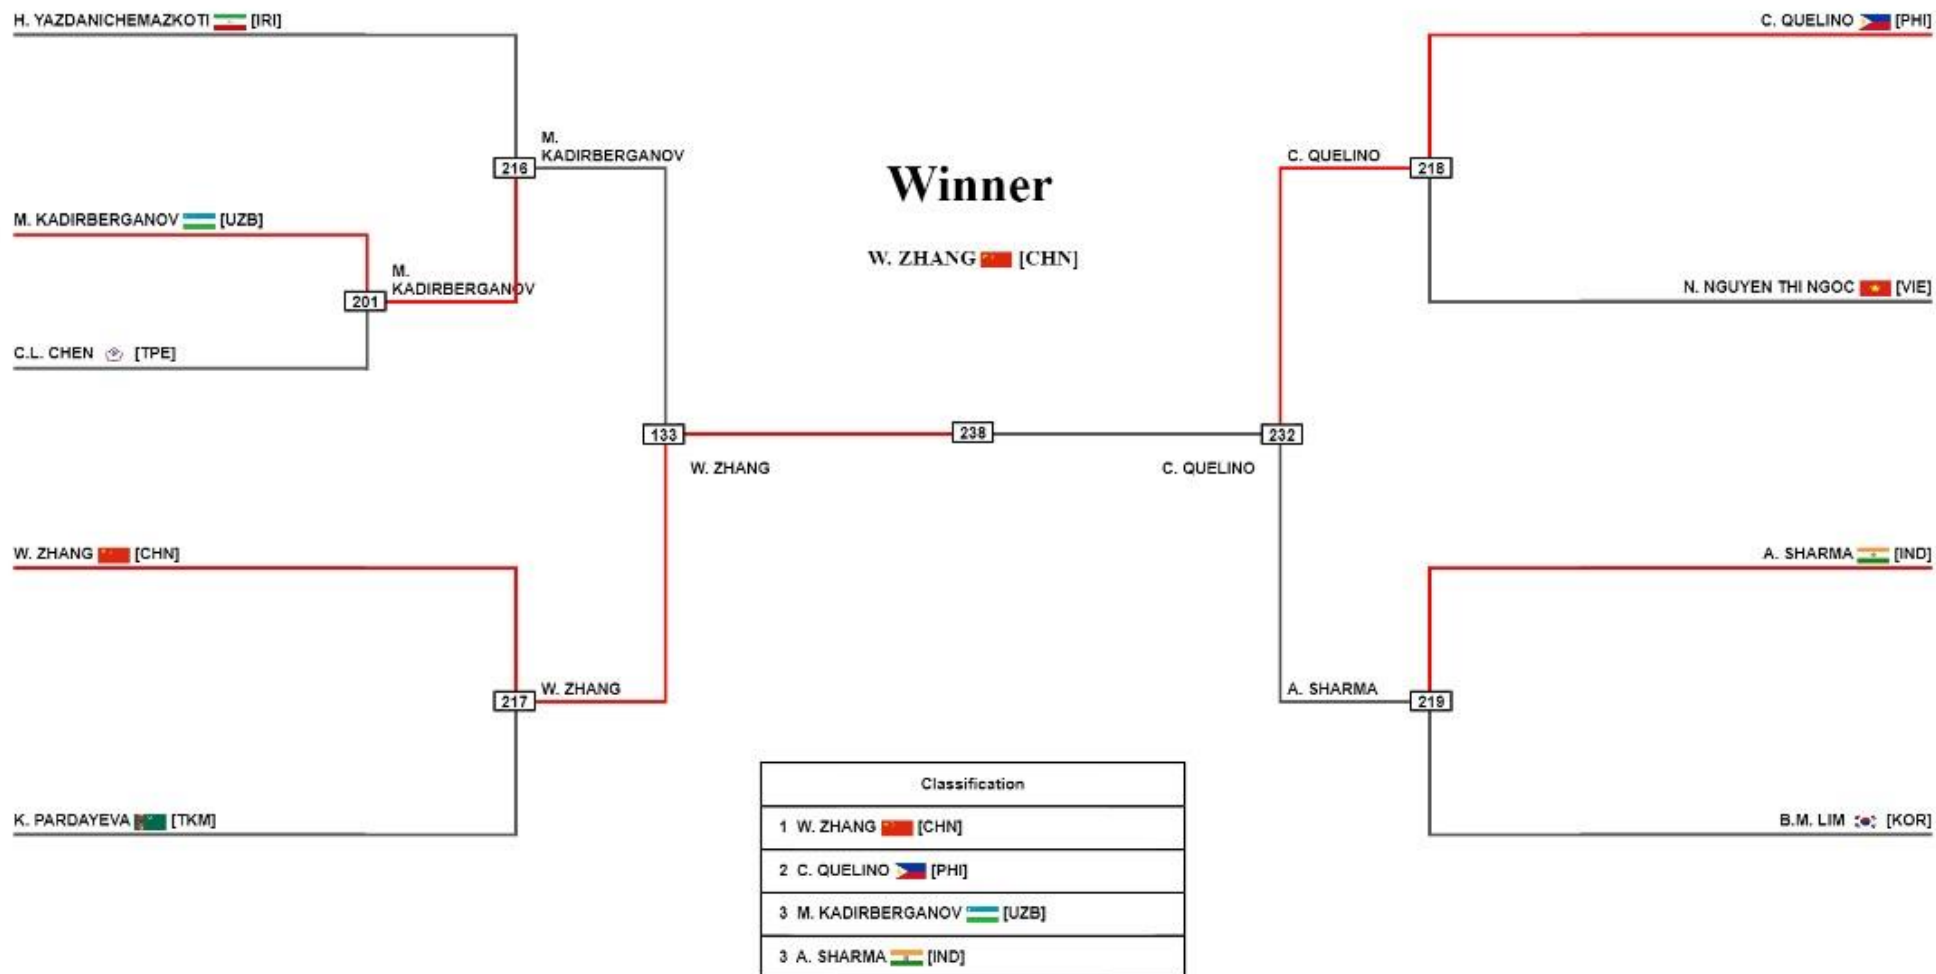 H. YAZDANICHEMAZKOTI [IRI]
C. QUELINO [PHI]
M.
KADIRBERGANOV
216
Winner
C. QUELINO
218
M. KADIRBERGANOV [UZB]
W. ZHANG [CHN]
M.
KADIRBERGANOV
201
N. NGUYEN THI NGOC [VIE]
C.L. CHEN [TPE]
133
238
232
W. ZHANG
C. QUELINO
W. ZHANG [CHN]
A. SHARMA [IND]
217
W. ZHANG
A. SHARMA
219
K. PARDAYEVA [TKM]
B.M. LIM [KOR]
Classification
1 W. ZHANG [CHN]
2 C. QUELINO [PHI]
3 M. KADIRBERGANOV [UZB]
3 A. SHARMA [IND]